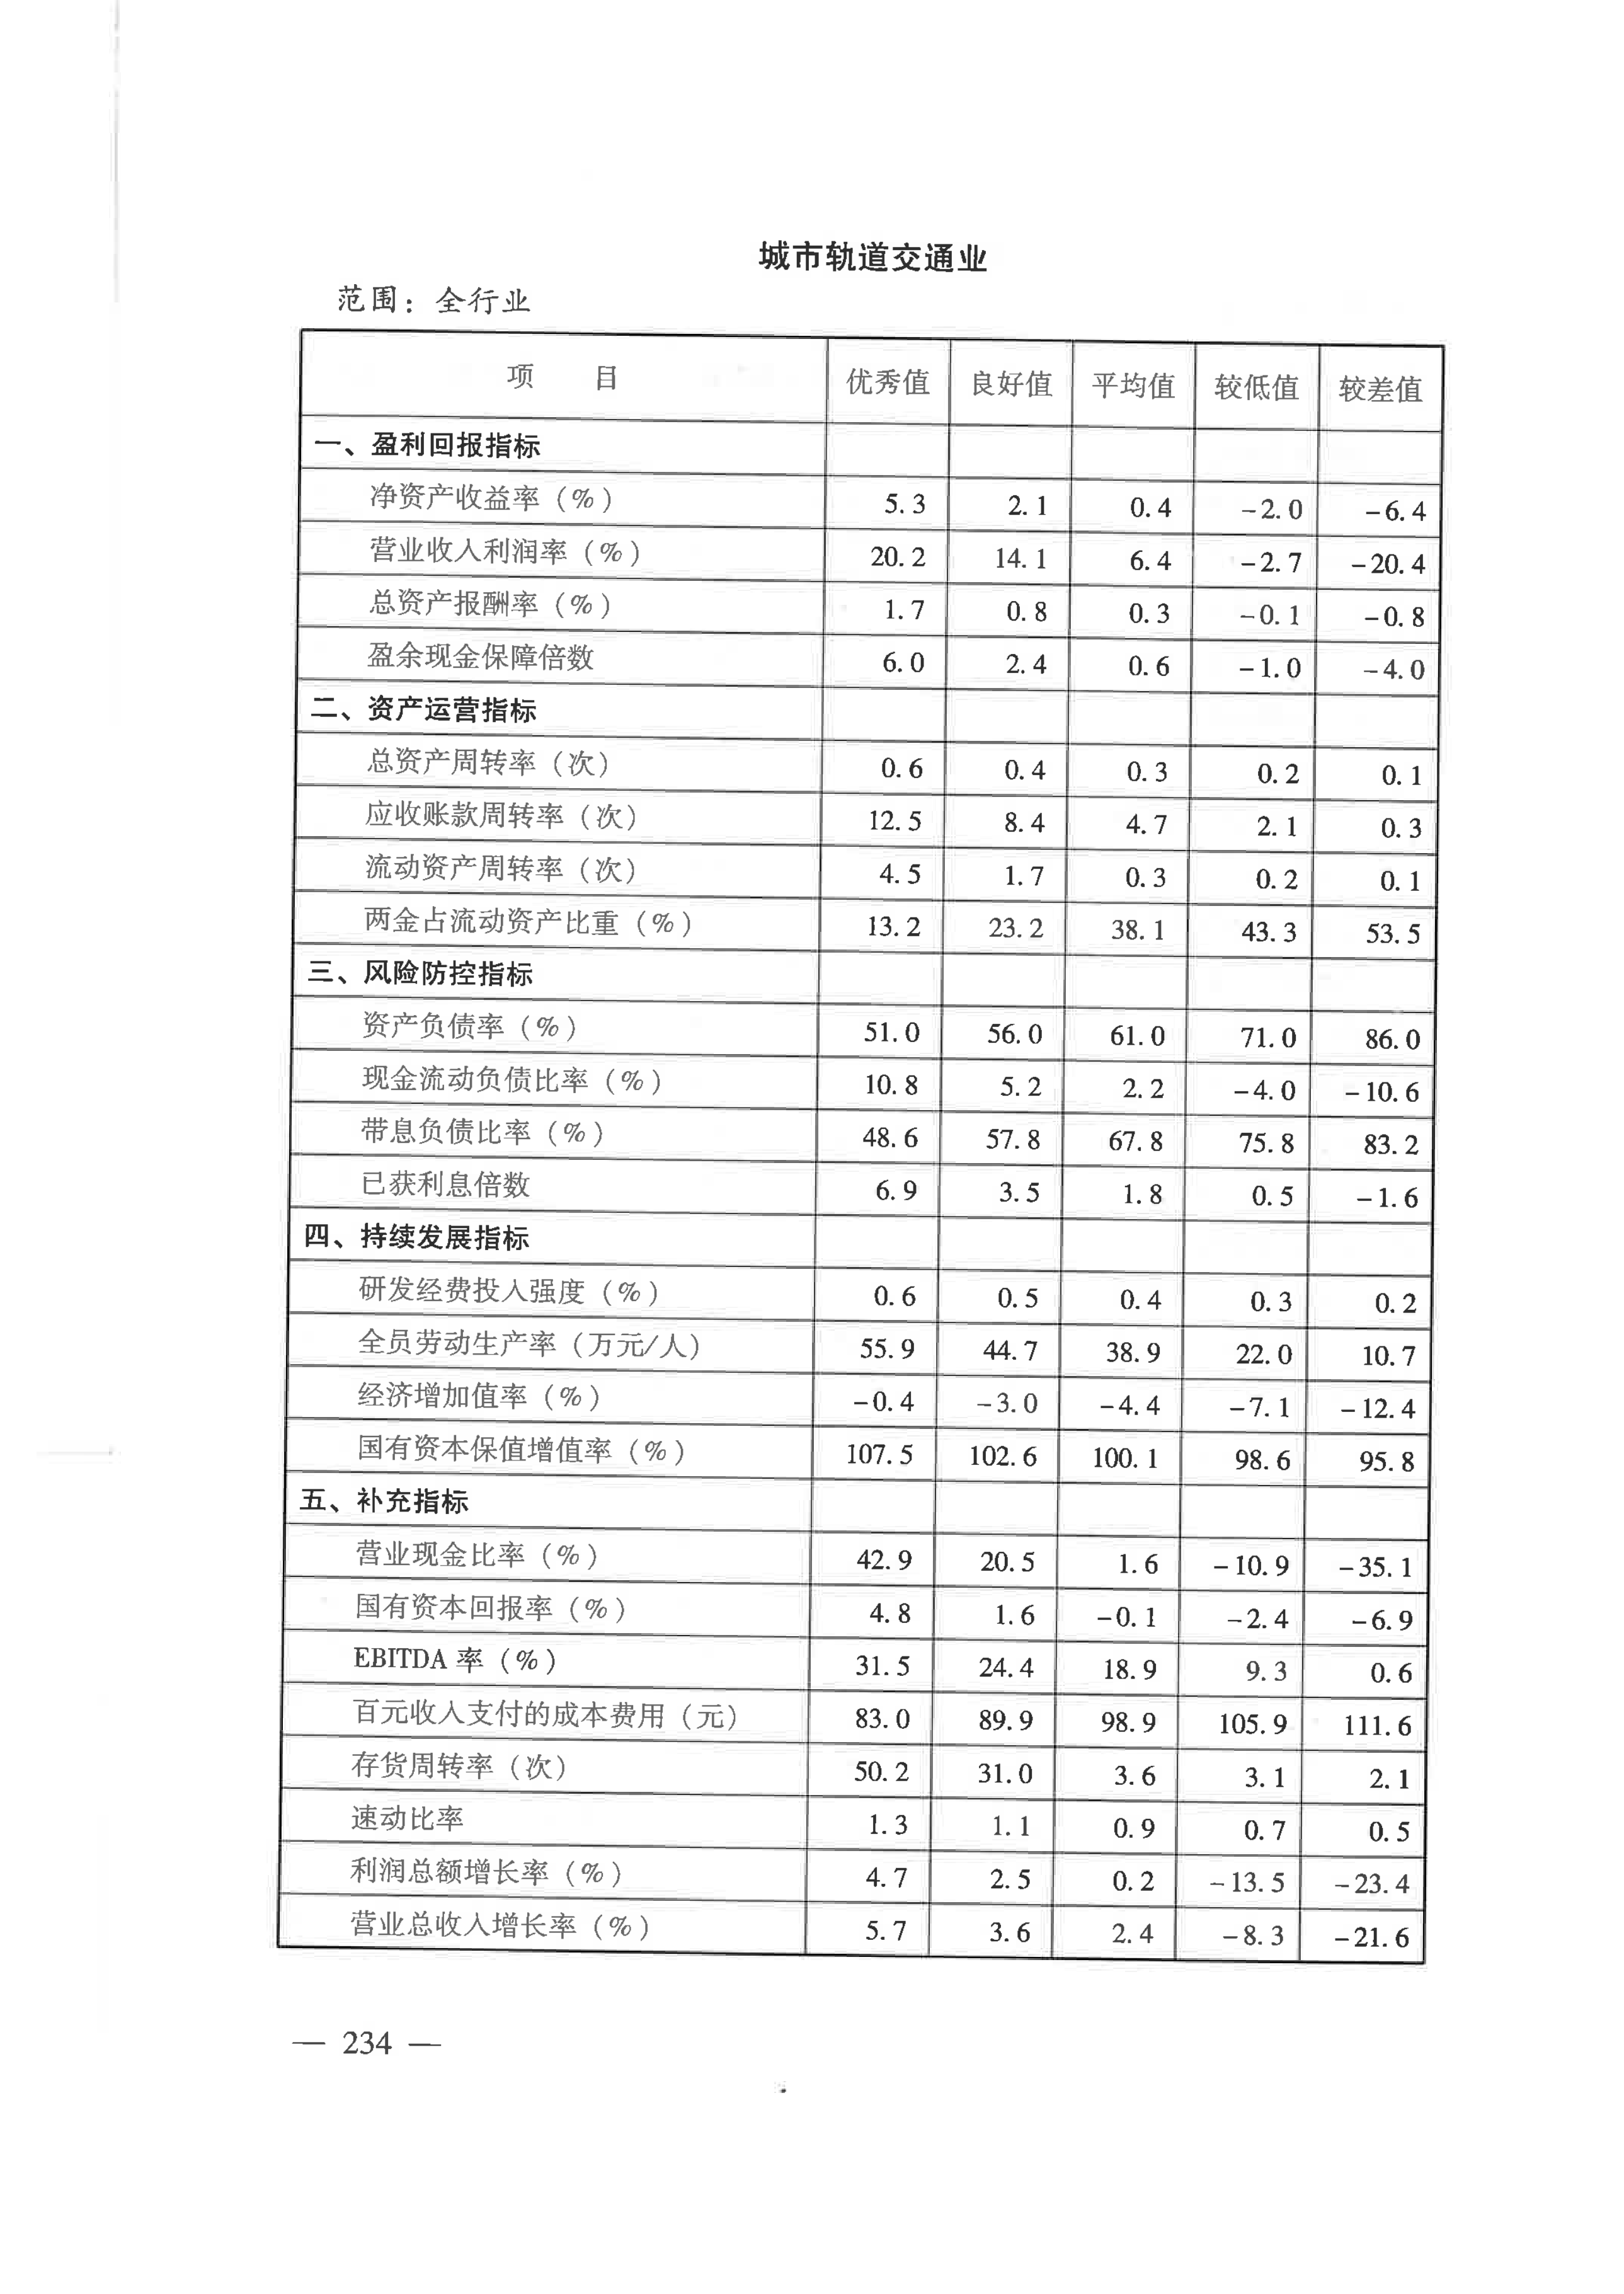 城市轨道交通业
范围：全行业
项 目 优秀值 良好值 平均值 较低值 较差值
一、盈利回报指标
净资产收益率（%） 5.3 2.1 0.4 -2.0 -6.4
营业收入利润率（%） 20.2 14.1 6.4 -2.7 -20.4
总资产报酬率（%） 1.7 0.8 0.3 -0.1 -0.8
盈余现金保障倍数 6.0 2.4 0.6 -1.0 -4.0
二、资产运营指标
总资产周转率（次） 0.6 0.4 0.3 0.2 0.1
应收账款周转率（次） 12.5 8.4 4.7 2.1 0.3
流动资产周转率（次） 4.5 1.7 0.3 0.2 0.1
两金占流动资产比重（%） 13.2 23.2 38.1 43.3 53.5
三、风险防控指标
资产负债率（%） 51.0 56.0 61.0 71.0 86.0
现金流动负债比率（%） 10.8 5.2 2.2 -4.0 -10.6
带息负债比率（%） 48.6 57.8 67.8 75.8 83.2
已获利息倍数 6.9 3.5 1.8 0.5 -1.6
四、持续发展指标
研发经费投入强度（%） 0.6 0.5 0.4 0.3 0.2
全员劳动生产率（万元/人） 55.9 44.7 38.9 22.0 10.7
经济增加值率（%） -0.4 -3.0 -4.4 -7.1 -12.4
国有资本保值增值率（%） 107.5 102.6 100.1 98.6 95.8
五、补充指标
营业现金比率（%） 42.9 20.5 1.6 -10.9 -35.1
国有资本回报率（%） 4.8 1.6 -0.1 -2.4 -6.9
EBITDA 率（%） 31.5 24.4 18.9 9.3 0.6
百元收入支付的成本费用（元） 83.0 89.9 98.9 105.9 111.6
存货周转率（次） 50.2 31.0 3.6 3.1 2.1
速动比率 1.3 1.1 0.9 0.7 0.5
利润总额增长率（%） 4.7 2.5 0.2 -13.5 -23.4
营业总收入增长率（%） 5.7 3.6 2.4 -8.3 -21.6
— 234 —